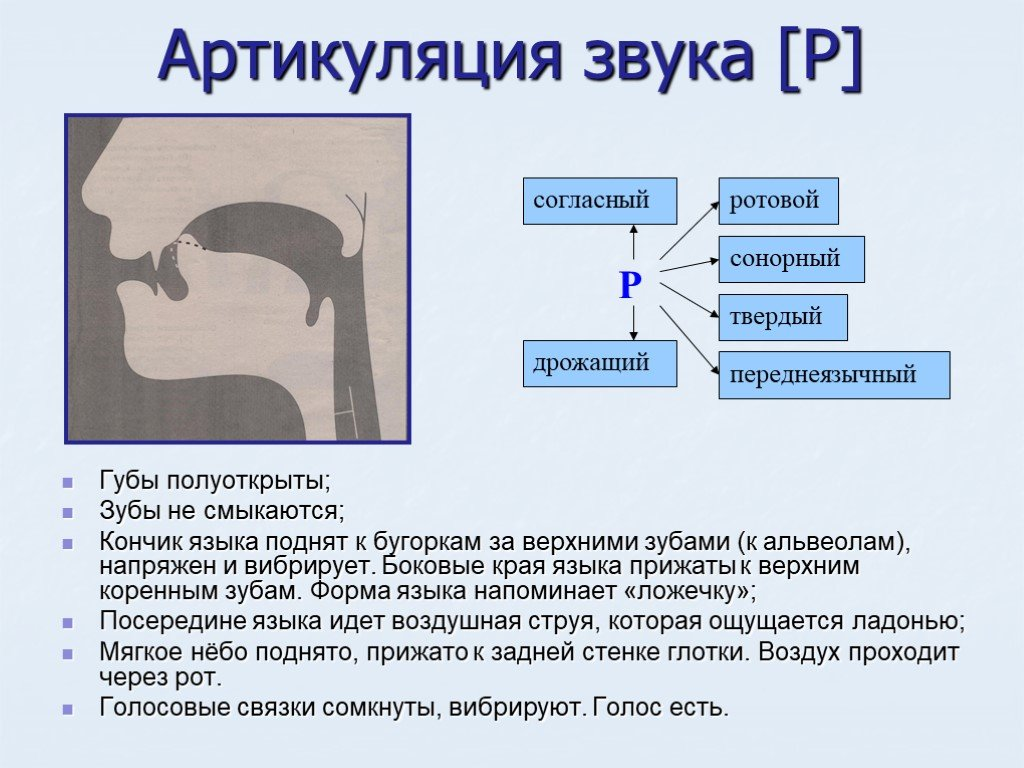 Артикуляция звука [Р]
согласный
ротовой
сонорный
Р
твердый
дрожащий
переднеязычный
Губы полуоткрыты;
Зубы не смыкаются;
Кончик языка поднят к бугоркам за верхними зубами (к альвеолам),
напряжен и вибрирует. Боковые края языка прижаты к верхним
коренным зубам. Форма языка напоминает «ложечку»;
Посередине языка идет воздушная струя, которая ощущается ладонью;
Мягкое нёбо поднято, прижато к задней стенке глотки. Воздух проходит
через рот.
Голосовые связки сомкнуты, вибрируют. Голос есть.